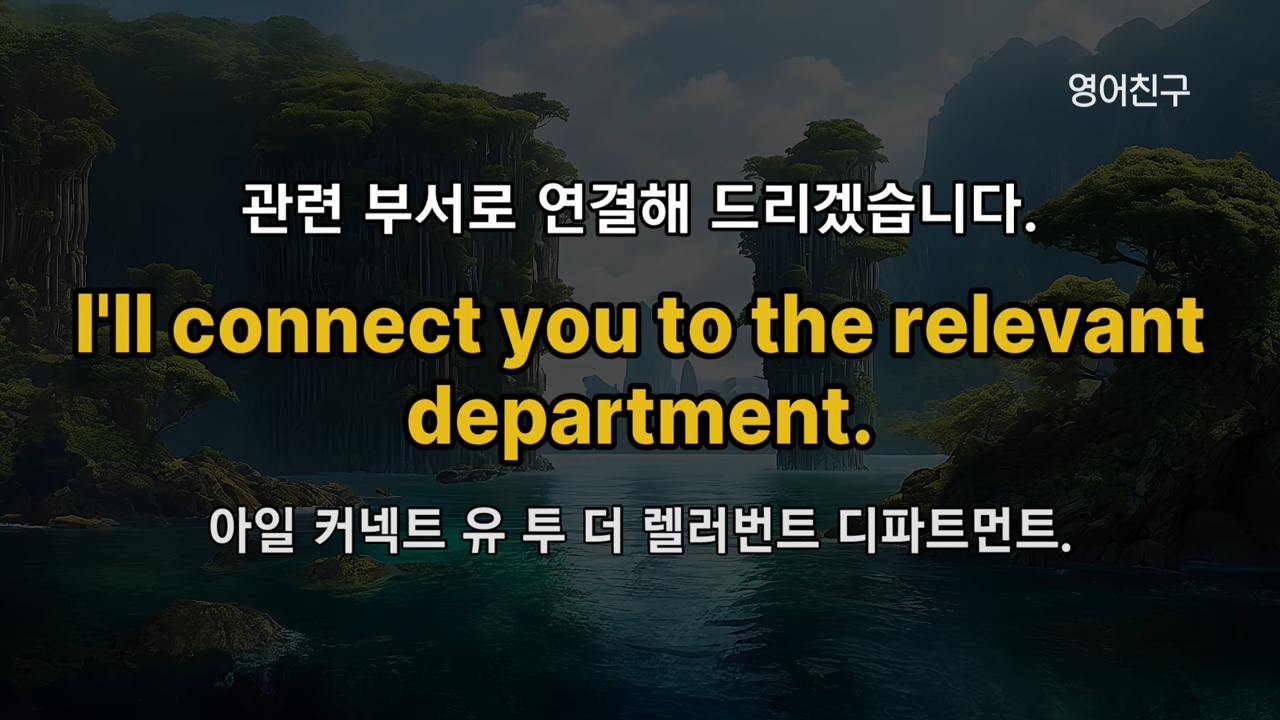 영어친구
관련 부서로 연결해 드리겠습니다.
I'll connect you to the relevant
department.
아일 커넥트 유 투 더 렐러번트 디파트먼트.